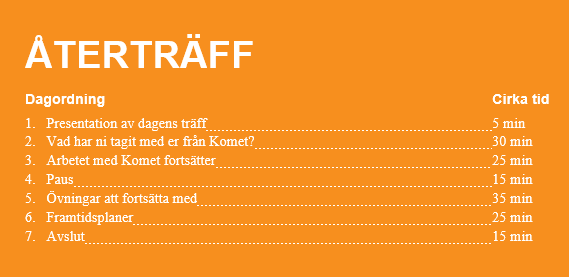 ÅTERTRÄFF
Dagordning Cirka tid
1. Presentation av dagens träff 5 min
2. Vad har ni tagit med er från Komet? 30 min
3. Arbetet med Komet fortsätter 25 min
4. Paus 15 min
5. Övningar att fortsätta med 35 min
6. Framtidsplaner 25 min
7. Avslut 15 min